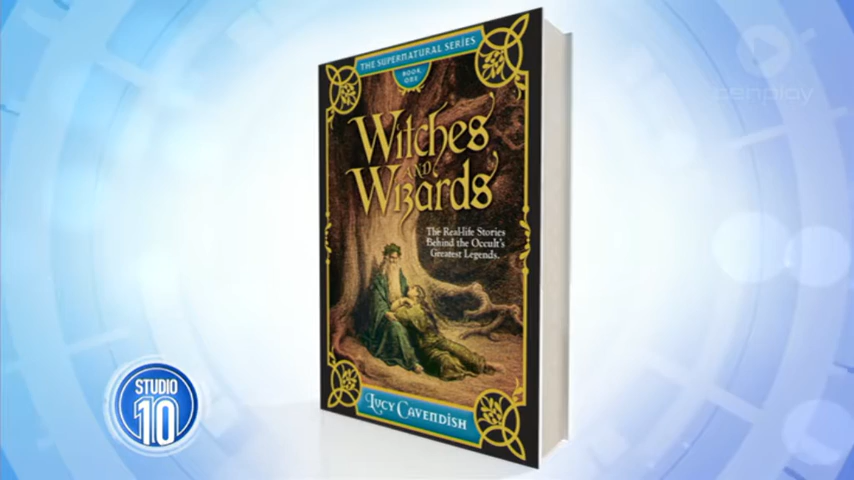 THE SUPERNATURAL SERIES
BOOK
ONE
Witches
AND
Wizards
The Real-life Stories
Behind the Occult's
Greatest Legends.
LUCY CAVENDISH
STUDIO
10
tenplay